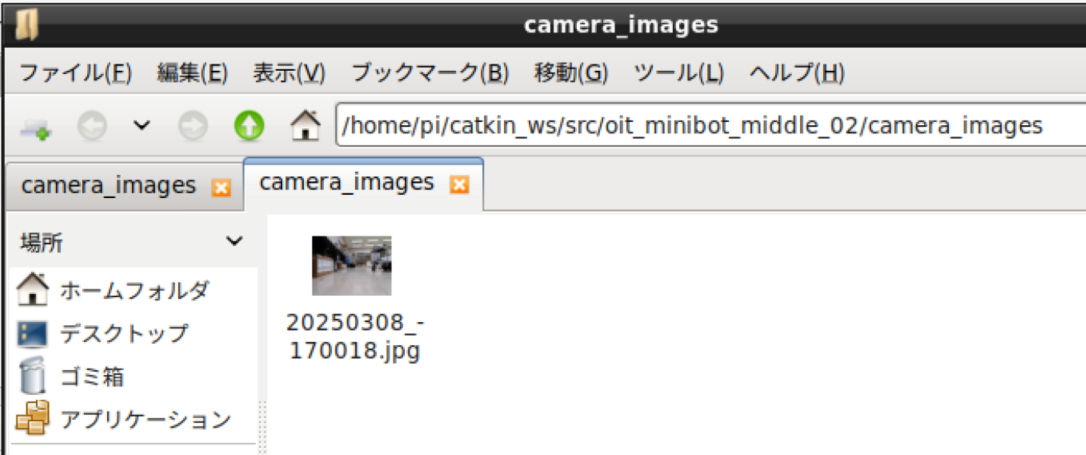 camera_images
ファイル(F) 編集(E) 表示(V) ブックマーク(B) 移動(G) ツール(L) ヘルプ(H)
/home/pi/catkin_ws/src/oit_minibot_middle_02/camera_images
camera_images camera_images
場所
ホームフォルダ
デスクトップ
ゴミ箱
アプリケーション
20250308_-
170018.jpg